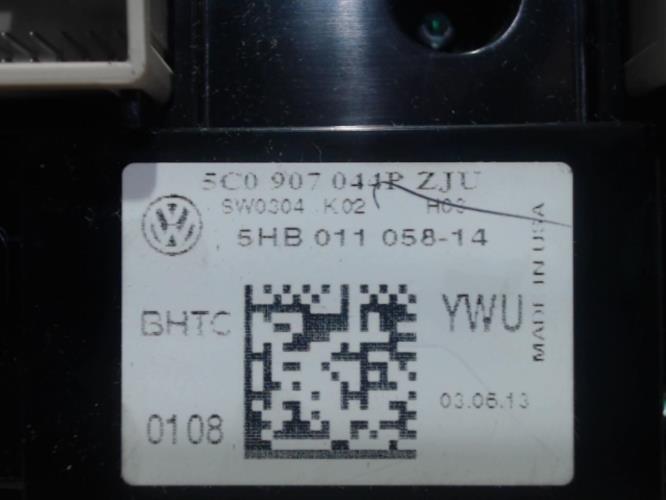 5C0 907 044P ZJU
SW0304 K02 H03
5HB 011 058-14
BHTC
YWU
MADE IN USA
03.06.13
0108